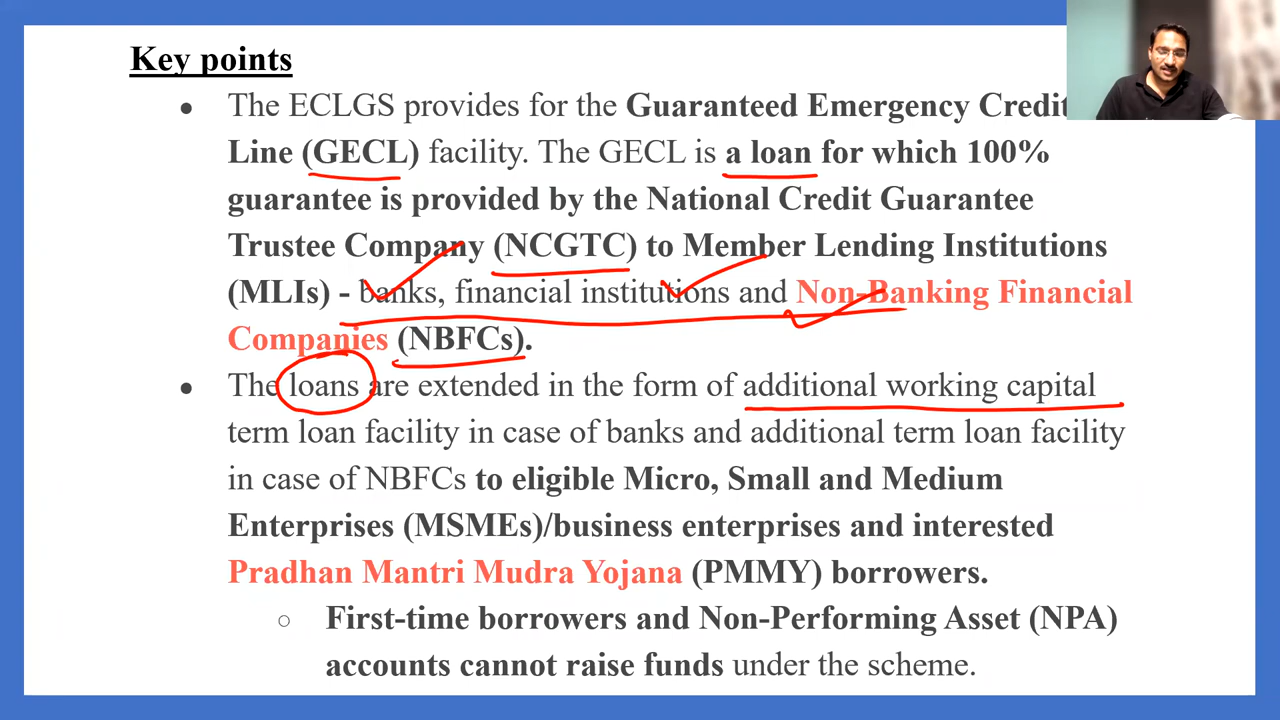 Key points
• The ECLGS provides for the Guaranteed Emergency Credit
Line (GECL) facility. The GECL is a loan for which 100%
guarantee is provided by the National Credit Guarantee
Trustee Company (NCGTC) to Member Lending Institutions
(MLIs) - banks, financial institutions and Non-Banking Financial
Companies (NBFCs).
• The loans are extended in the form of additional working capital
term loan facility in case of banks and additional term loan facility
in case of NBFCs to eligible Micro, Small and Medium
Enterprises (MSMEs)/business enterprises and interested
Pradhan Mantri Mudra Yojana (PMMY) borrowers.
○ First-time borrowers and Non-Performing Asset (NPA)
accounts cannot raise funds under the scheme.